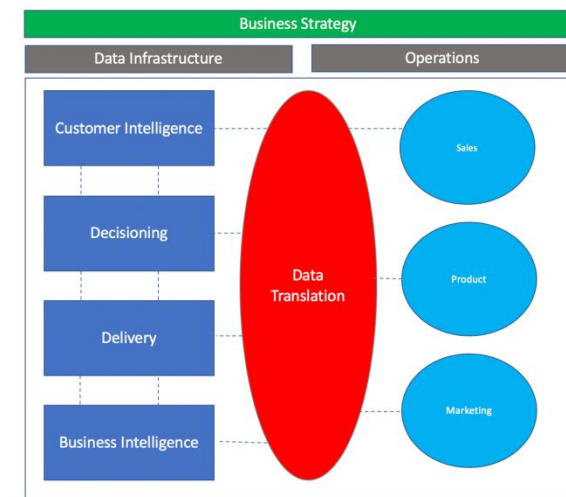 Business Strategy
Data Infrastructure
Operations
Customer Intelligence
Sales
Decisioning
Data
Translation
Product
Delivery
Marketing
Business Intelligence